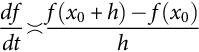 df/dt ≍ (f(x₀ + h) − f(x₀))/h